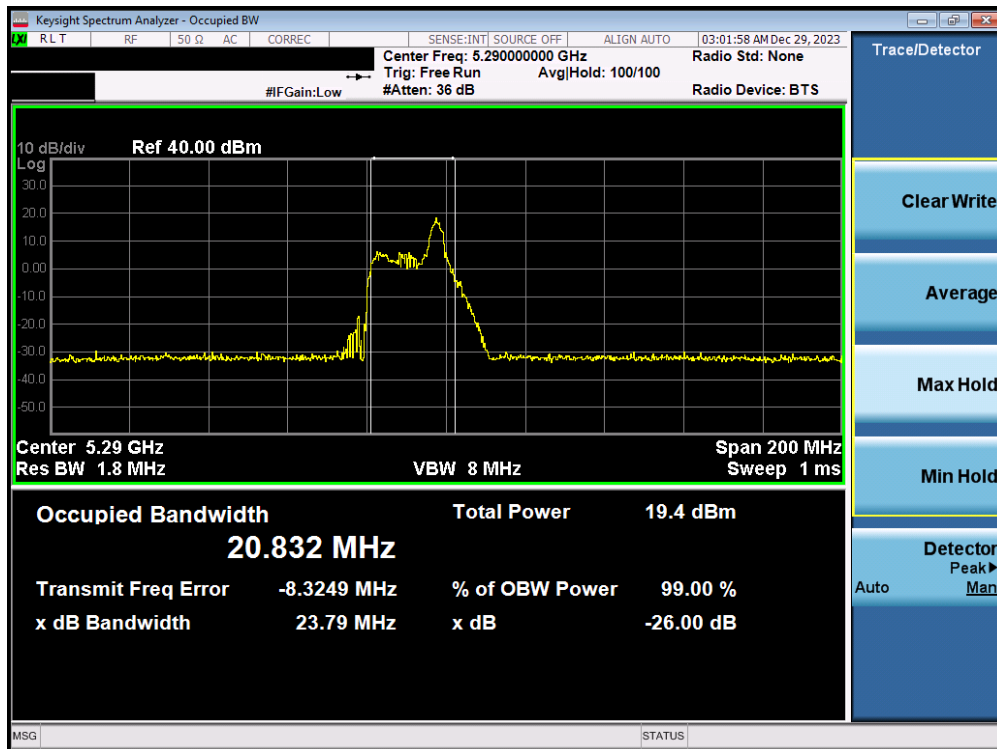 Keysight Spectrum Analyzer - Occupied BW
LXI RLT RF 50 Ω AC CORREC SENSE:INT SOURCE OFF ALIGN AUTO 03:01:58 AM Dec 29, 2023
Center Freq: 5.290000000 GHz Radio Std: None
Trig: Free Run Avg|Hold: 100/100
#IFGain:Low #Atten: 36 dB Radio Device: BTS
Trace/Detector
10 dB/div Ref 40.00 dBm
Log
30.0
20.0
10.0
0.00
-10.0
-20.0
-30.0
-40.0
-50.0
Center 5.29 GHz Span 200 MHz
Res BW 1.8 MHz VBW 8 MHz Sweep 1 ms
Occupied Bandwidth Total Power 19.4 dBm
20.832 MHz
Transmit Freq Error -8.3249 MHz % of OBW Power 99.00 %
x dB Bandwidth 23.79 MHz x dB -26.00 dB
Clear Write
Average
Max Hold
Min Hold
Detector
Peak▶
Auto Man
MSG STATUS